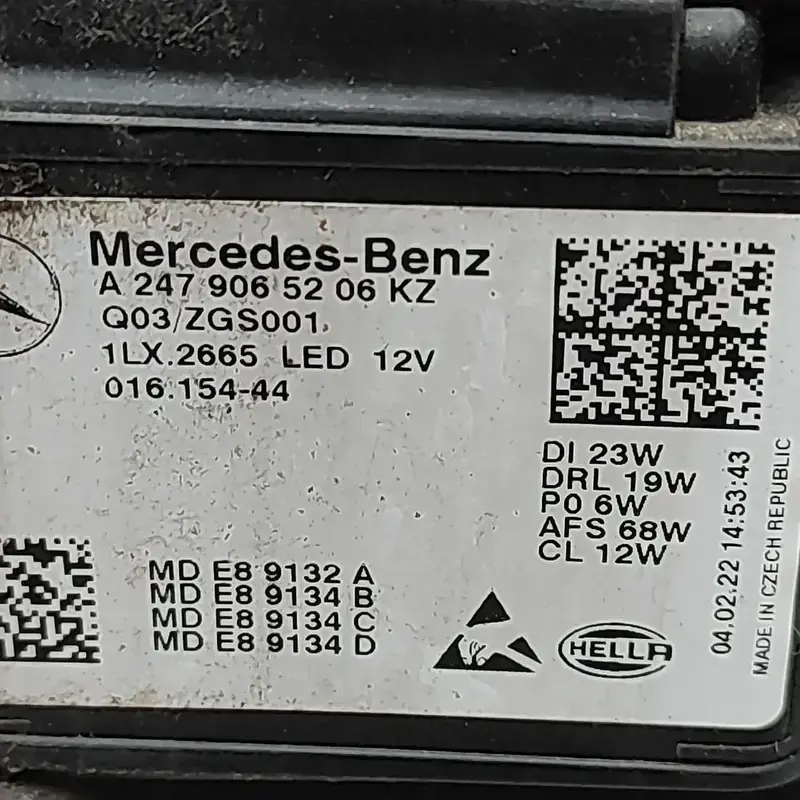 Mercedes-Benz
A 247 906 52 06 KZ
Q03/ZGS001
1LX.2665 LED 12V
016.154-44
DI 23W
DRL 19W
PO 6W
AFS 68W
CL 12W
MD E8 9132 A
MD E8 9134 B
MD E8 9134 C
MD E8 9134 D
HELLA
04.02.22 14:53:43
MADE IN CZECH REPUBLIC